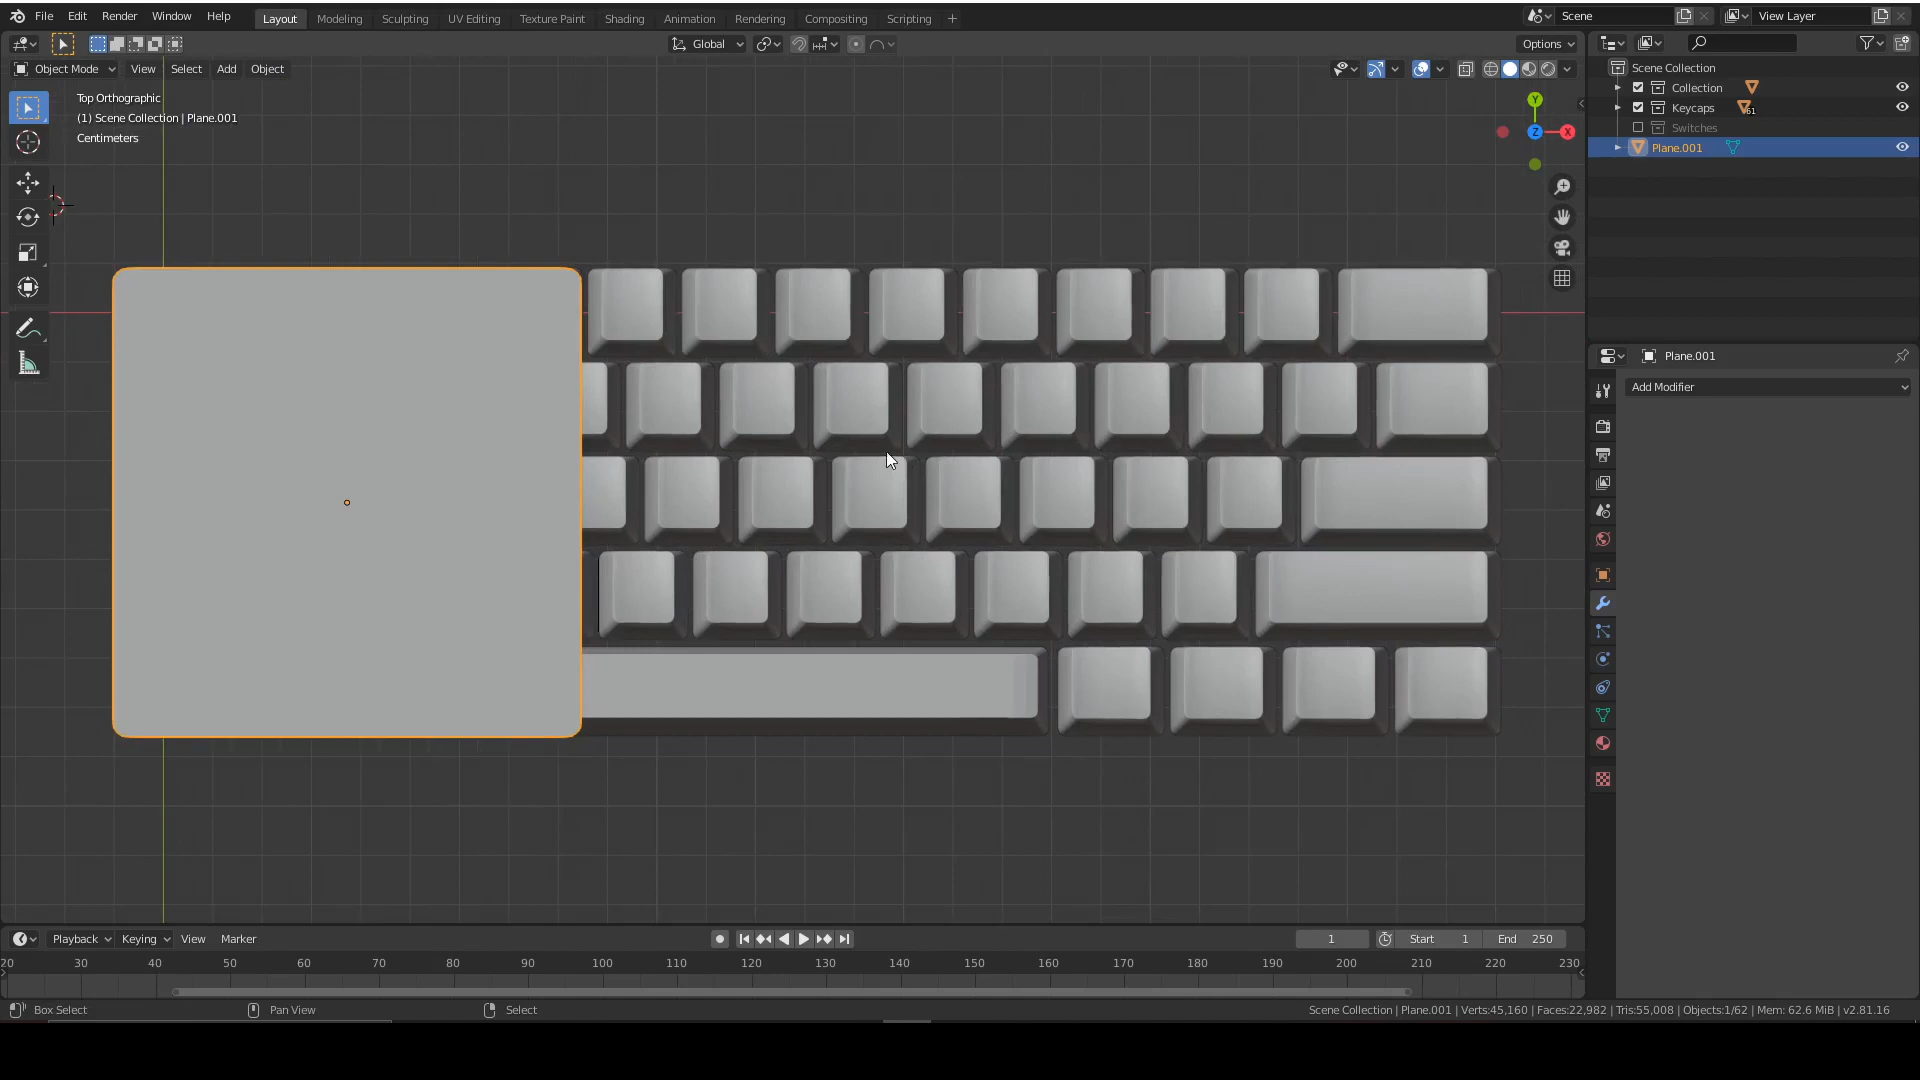 File Edit Render Window Help Layout Modeling Sculpting UV Editing Texture Paint Shading Animation Rendering Compositing Scripting + Scene View Layer
Global Options
Object Mode View Select Add Object
Top Orthographic
(1) Scene Collection | Plane.001
Centimeters
Y
Z X
Scene Collection
Collection
Keycaps 61
Switches
Plane.001
Plane.001
Add Modifier
Playback Keying View Marker 1 Start 1 End 250
20 30 40 50 60 70 80 90 100 110 120 130 140 150 160 170 180 190 200 210 220 230
Box Select Pan View Select Scene Collection | Plane.001 | Verts:45,160 | Faces:22,982 | Tris:55,008 | Objects:1/62 | Mem: 62.6 MiB | v2.81.16